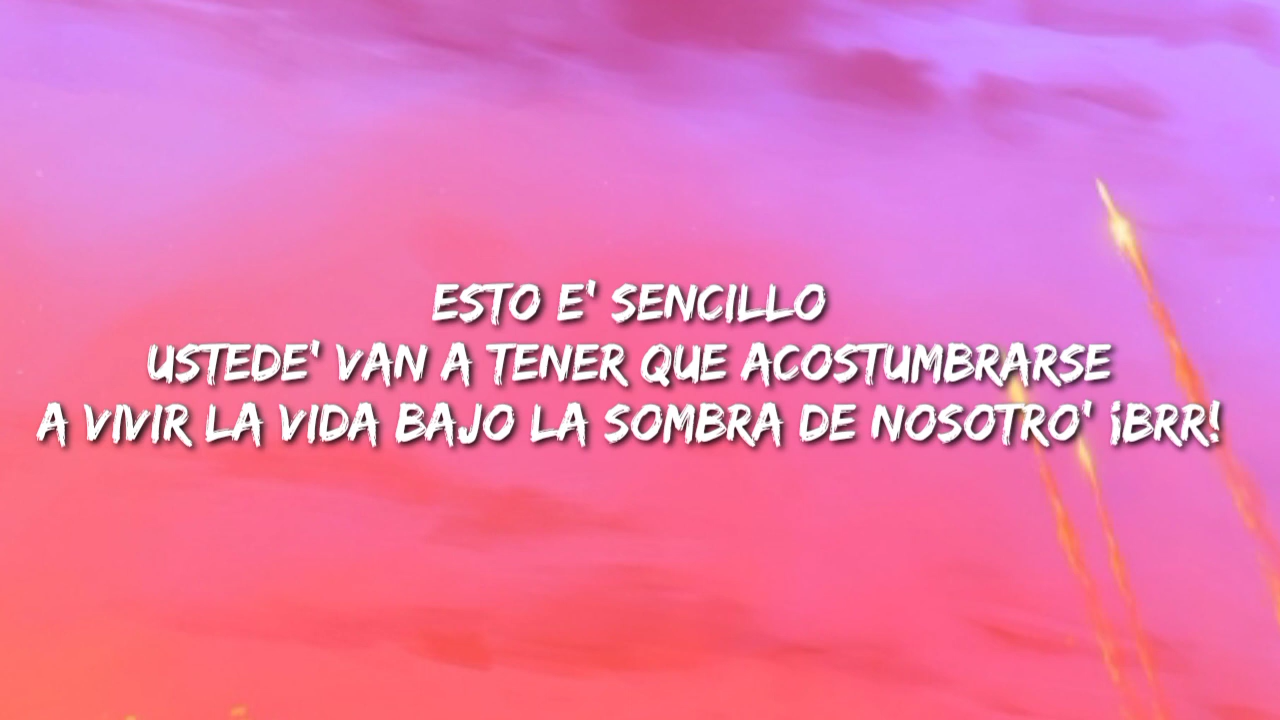 ESTO E' SENCILLO
USTEDE' VAN A TENER QUE ACOSTUMBRARSE
A VIVIR LA VIDA BAJO LA SOMBRA DE NOSOTRO' ¡BRR!